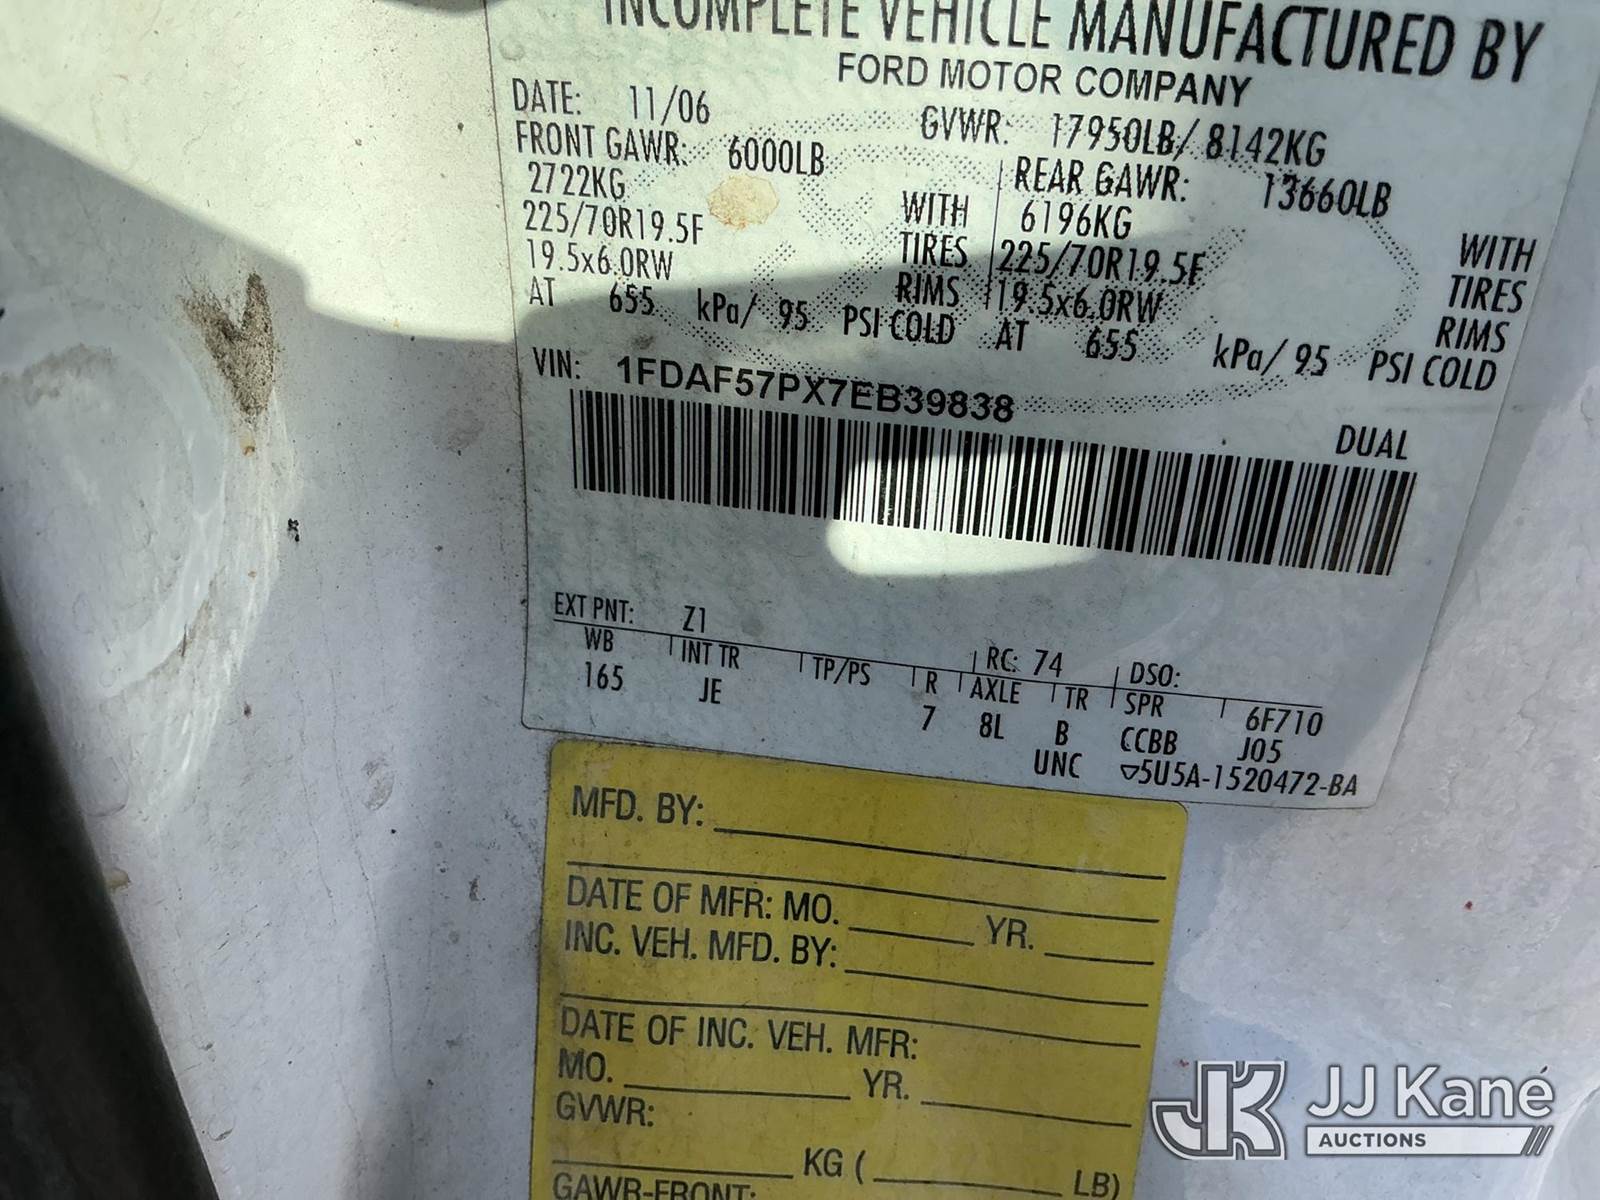 INCOMPLETE VEHICLE MANUFACTURED BY
FORD MOTOR COMPANY
DATE: 11/06 GVWR: 17950LB/ 8142KG
FRONT GAWR: 6000LB REAR GAWR: 13660LB
2722KG WITH 6196KG WITH
225/70R19.5F TIRES 225/70R19.5F TIRES
19.5x6.0RW RIMS 19.5x6.0RW RIMS
AT 655 kPa/ 95 PSI COLD AT 655 kPa/ 95 PSI COLD
VIN: 1FDAF57PX7EB39838
DUAL
EXT PNT: Z1 RC: 74 DSO:
WB INT TR TP/PS R AXLE TR SPR 6F710
165 JE 7 8L B CCBB J05
UNC ▽5U5A-1520472-BA
MFD. BY:
DATE OF MFR: MO. YR.
INC. VEH. MFD. BY:
DATE OF INC. VEH. MFR:
MO. YR.
GVWR:
KG ( LB)
GAWR-FRONT:
JK JJ Kané
AUCTIONS